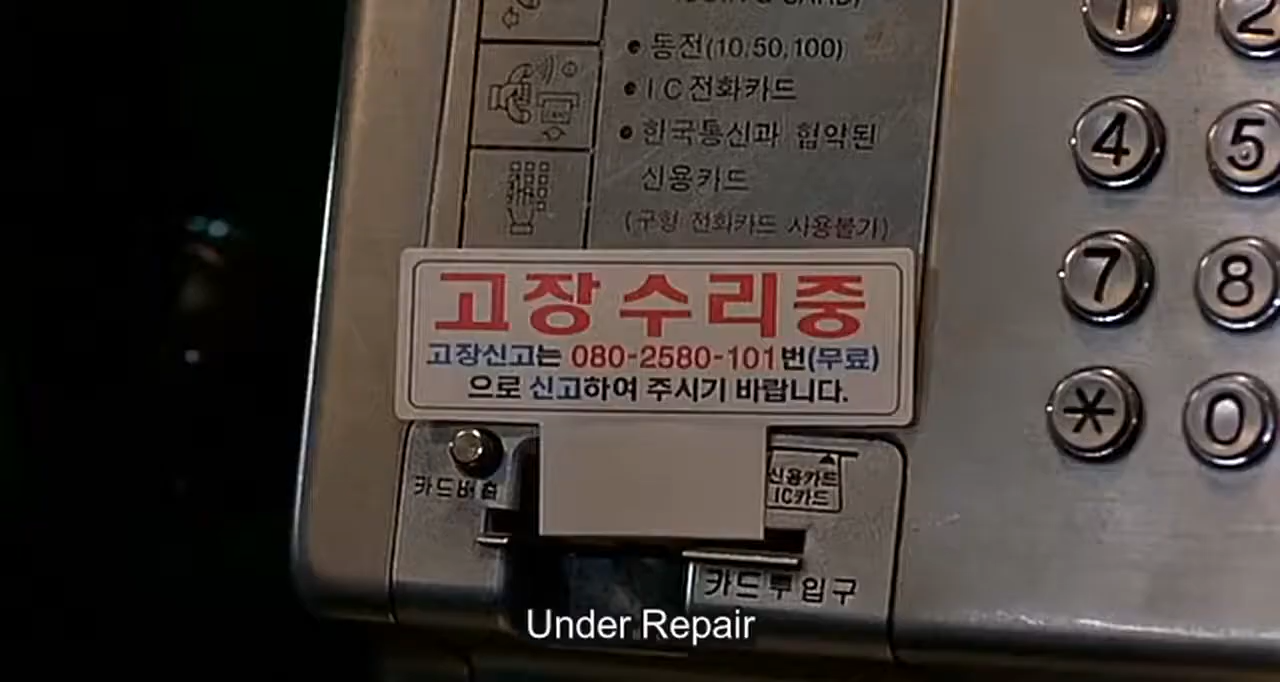 • 동전(10,50,100)
• IC전화카드
• 한국통신과 협약된
신용카드
(구형 전화카드 사용불가)
고장수리중
고장신고는 080-2580-101번(무료)
으로 신고하여 주시기 바랍니다.
카드배출
신용카드
IC카드
카드투입구
1 2
4 5
7 8
* 0
Under Repair